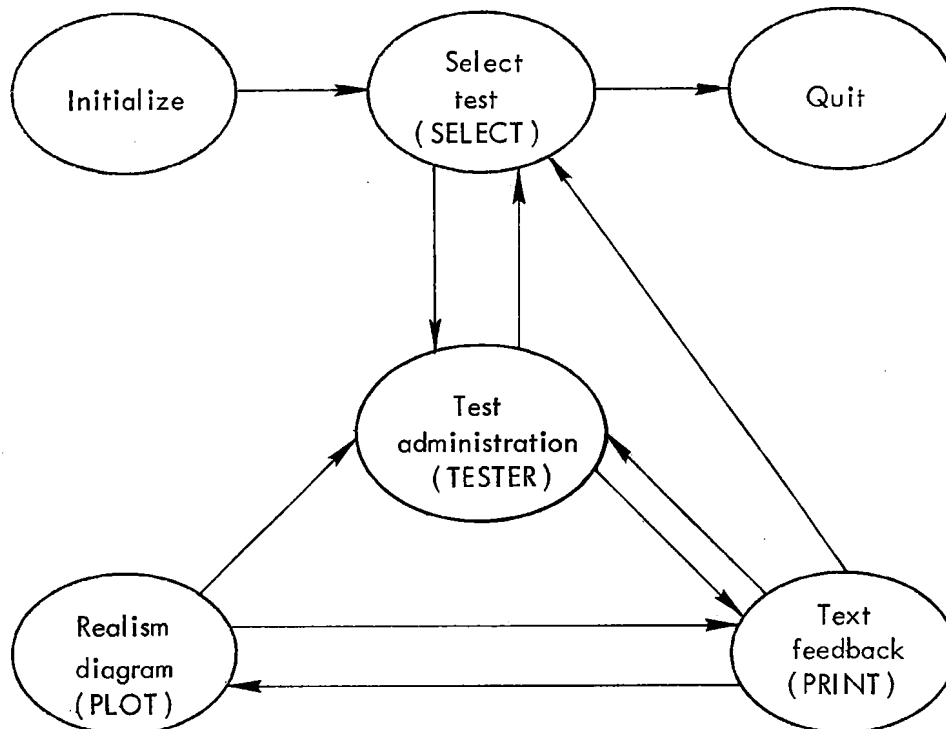 Initialize
Select
test
(SELECT)
Quit
Test
administration
(TESTER)
Realism
diagram
(PLOT)
Text
feedback
(PRINT)